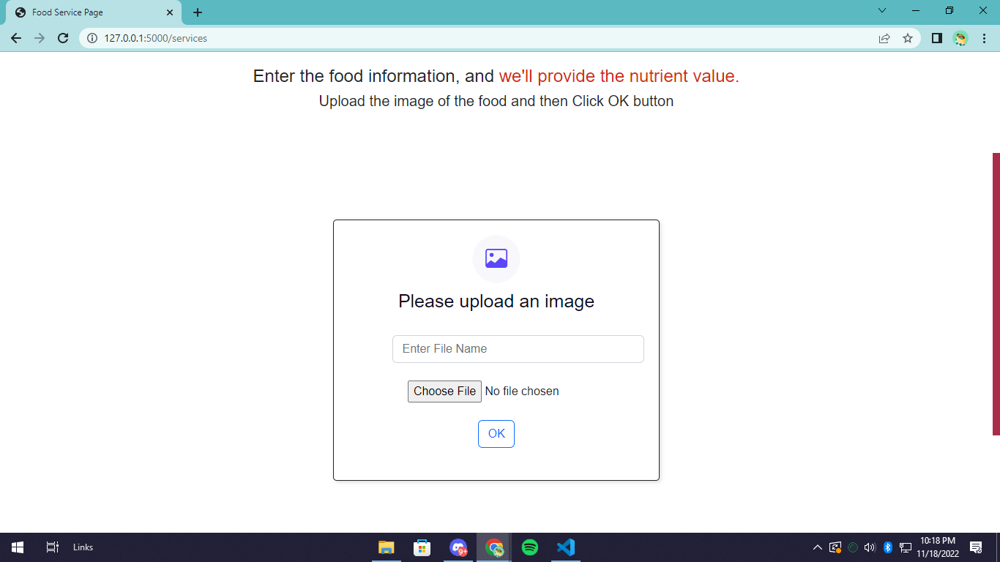 Food Service Page
127.0.0.1:5000/services
Enter the food information, and we'll provide the nutrient value.
Upload the image of the food and then Click OK button
Please upload an image
Enter File Name
Choose File No file chosen
OK
Links
9+
10:18 PM
11/18/2022